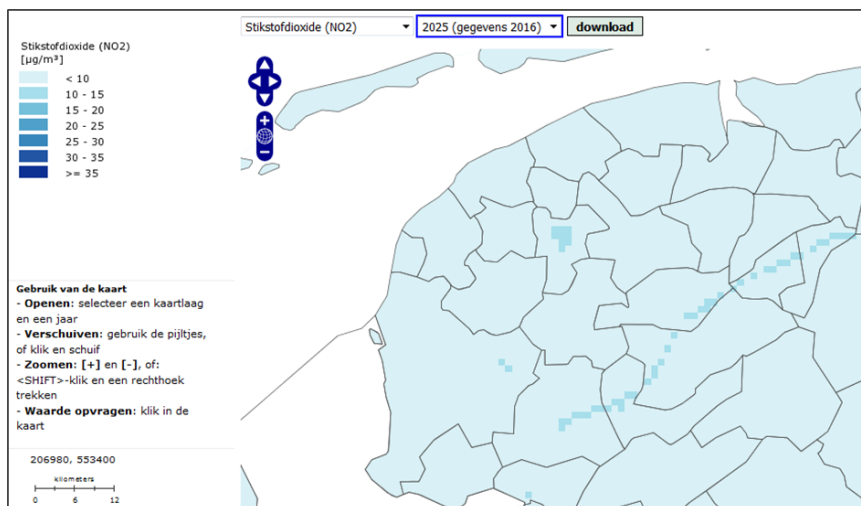 Stikstofdioxide (NO2) 2025 (gegevens 2016) download
Stikstofdioxide (NO2)
[µg/m³]
< 10
10 - 15
15 - 20
20 - 25
25 - 30
30 - 35
>= 35
Gebruik van de kaart
- Openen: selecteer een kaartlaag
en een jaar
- Verschuiven: gebruik de pijltjes,
of klik en schuif
- Zoomen: [+] en [-], of:
<SHIFT>-klik en een rechthoek
trekken
- Waarde opvragen: klik in de
kaart
206980, 553400
kilometers
0 6 12